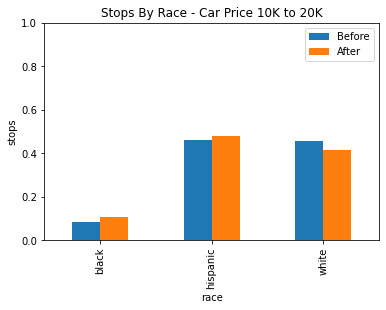 Stops By Race - Car Price 10K to 20K
Before
After
stops
1.0
0.8
0.6
0.4
0.2
0.0
black
hispanic
white
race